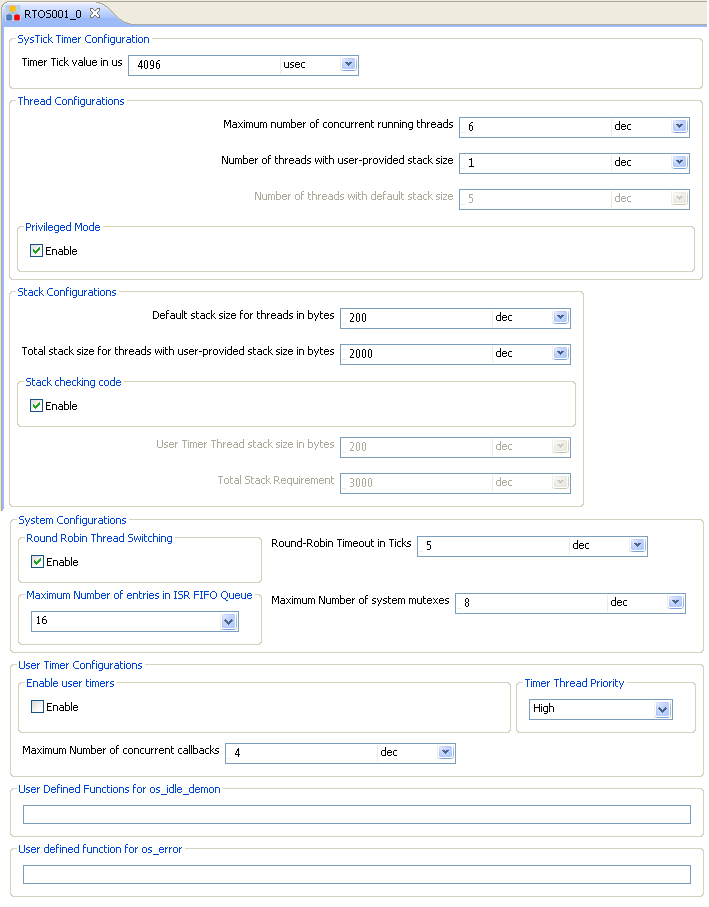 RTOS001_0
SysTick Timer Configuration
Timer Tick value in us 4096 usec
Thread Configurations
Maximum number of concurrent running threads 6 dec
Number of threads with user-provided stack size 1 dec
Number of threads with default stack size 5 dec
Privileged Mode
Enable
Stack Configurations
Default stack size for threads in bytes 200 dec
Total stack size for threads with user-provided stack size in bytes 2000 dec
Stack checking code
Enable
User Timer Thread stack size in bytes 200 dec
Total Stack Requirement 3000 dec
System Configurations
Round Robin Thread Switching
Enable
Round-Robin Timeout in Ticks 5 dec
Maximum Number of entries in ISR FIFO Queue
16
Maximum Number of system mutexes 8 dec
User Timer Configurations
Enable user timers
Enable
Timer Thread Priority
High
Maximum Number of concurrent callbacks 4 dec
User Defined Functions for os_idle_demon
User defined function for os_error